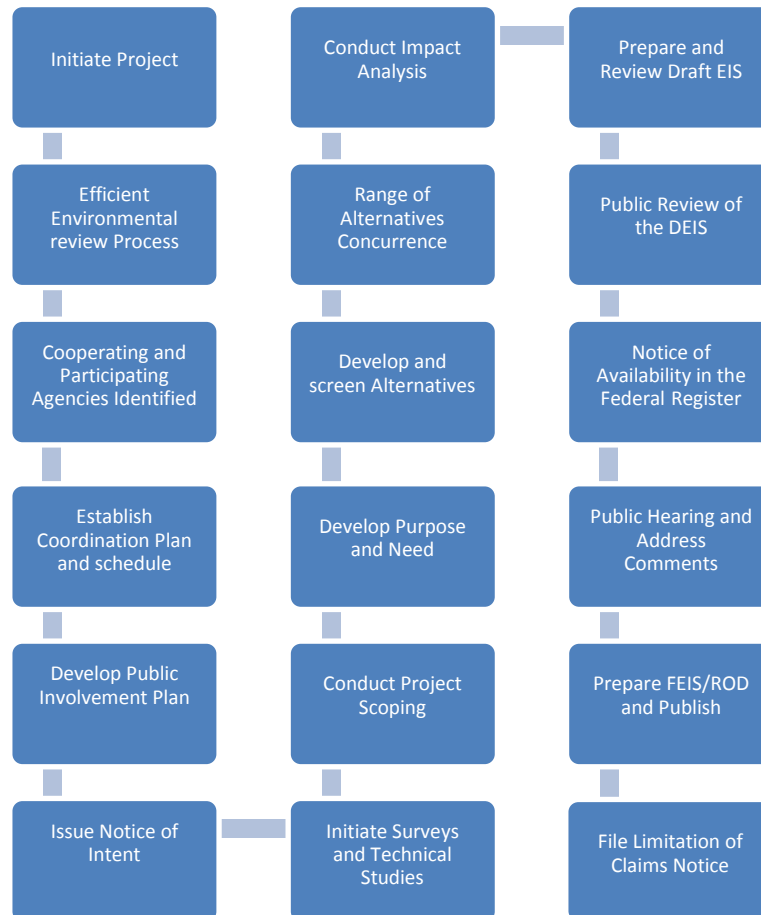 Initiate Project
Efficient
Environmental
review Process
Cooperating and
Participating
Agencies Identified
Establish
Coordination Plan
and schedule
Develop Public
Involvement Plan
Issue Notice of
Intent
Initiate Surveys
and Technical
Studies
Conduct Project
Scoping
Develop Purpose
and Need
Develop and
screen Alternatives
Range of
Alternatives
Concurrence
Conduct Impact
Analysis
Prepare and
Review Draft EIS
Public Review of
the DEIS
Notice of
Availability in the
Federal Register
Public Hearing and
Address
Comments
Prepare FEIS/ROD
and Publish
File Limitation of
Claims Notice